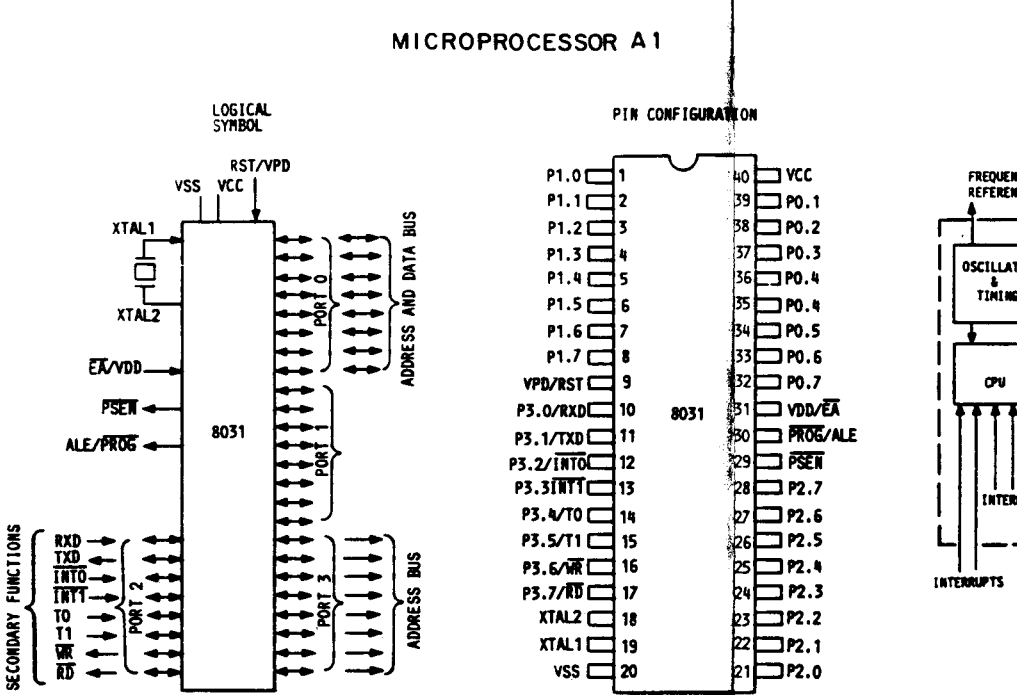 MICROPROCESSOR A1
LOGICAL
SYMBOL
RST/VPD
VSS VCC
XTAL1
XTAL2
EA/VDD
PSEN
ALE/PROG
8031
PORT 0
ADDRESS AND DATA BUS
PORT 1
SECONDARY FUNCTIONS
RXD
TXD
INT0
INT1
T0
T1
WR
RD
PORT 2
PORT 3
ADDRESS BUS
PIN CONFIGURATION
P1.0 1 40 VCC
P1.1 2 39 P0.1
P1.2 3 38 P0.2
P1.3 4 37 P0.3
P1.4 5 36 P0.4
P1.5 6 35 P0.4
P1.6 7 34 P0.5
P1.7 8 33 P0.6
VPD/RST 9 32 P0.7
P3.0/RXD 10 8031 31 VDD/EA
P3.1/TXD 11 30 PROG/ALE
P3.2/INT0 12 29 PSEN
P3.3INT1 13 28 P2.7
P3.4/T0 14 27 P2.6
P3.5/T1 15 26 P2.5
P3.6/WR 16 25 P2.4
P3.7/RD 17 24 P2.3
XTAL2 18 23 P2.2
XTAL1 19 22 P2.1
VSS 20 21 P2.0
FREQUEN
REFEREN
OSCILLAT
&
TIMING
CPU
INTER
INTERRUPTS